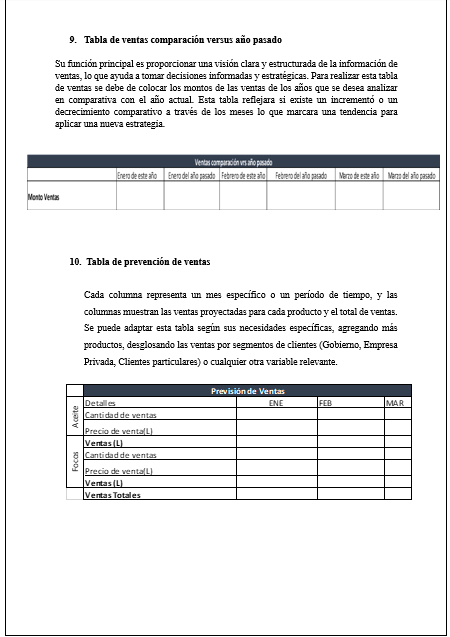 9. Tabla de ventas comparación versus año pasado
Su función principal es proporcionar una visión clara y estructurada de la información de
ventas, lo que ayuda a tomar decisiones informadas y estratégicas. Para realizar esta tabla
de ventas se debe de colocar los montos de las ventas de los años que se desea analizar
en comparativa con el año actual. Esta tabla reflejara si existe un incrementó o un
decrecimiento comparativo a través de los meses lo que marcara una tendencia para
aplicar una nueva estrategia.
Ventas comparación vrs año pasado
Enero de este año Enero del año pasado Febrero de este año Febrero del año pasado Marzo de este año Marzo del año pasado
Monto Ventas
10. Tabla de prevención de ventas
Cada columna representa un mes específico o un período de tiempo, y las
columnas muestran las ventas proyectadas para cada producto y el total de ventas.
Se puede adaptar esta tabla según sus necesidades específicas, agregando más
productos, desglosando las ventas por segmentos de clientes (Gobierno, Empresa
Privada, Clientes particulares) o cualquier otra variable relevante.
Previsión de Ventas
Detalles ENE FEB MAR
Aceite
Cantidad de ventas
Precio de venta(L)
Ventas (L)
Focos
Cantidad de ventas
Precio de venta(L)
Ventas (L)
Ventas Totales